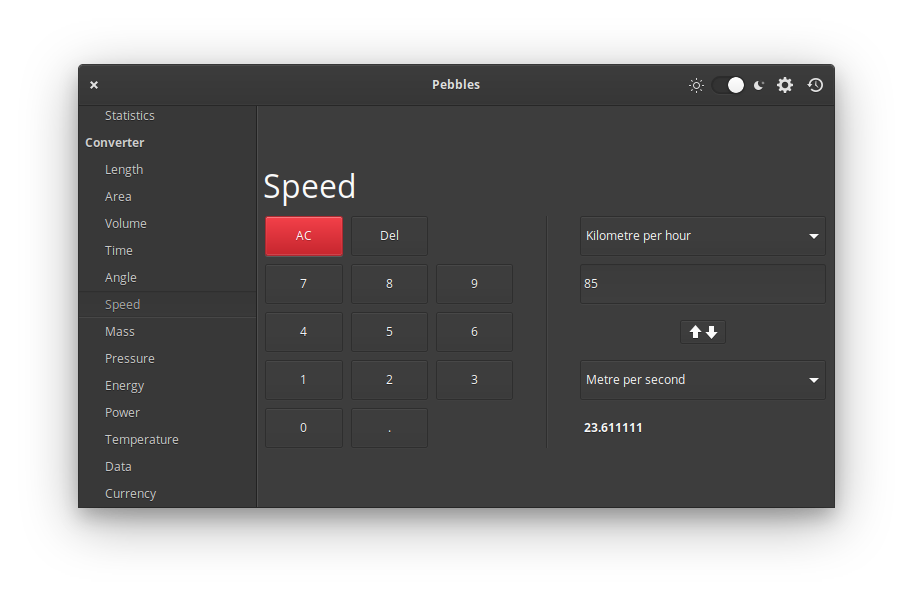 Pebbles
Statistics
Converter
Length
Area
Volume
Time
Angle
Speed
Mass
Pressure
Energy
Power
Temperature
Data
Currency
Speed
AC Del
7 8 9
4 5 6
1 2 3
0 .
Kilometre per hour
85
Metre per second
23.611111